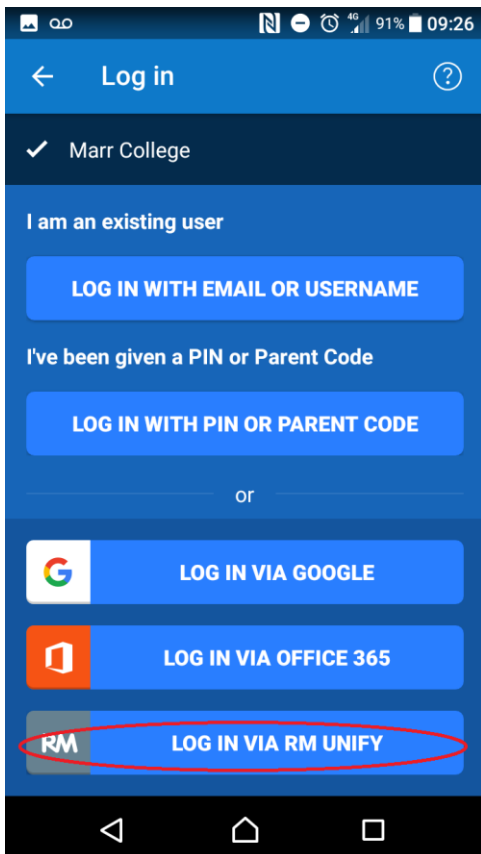 4G 91% 09:26
Log in ?
Marr College
I am an existing user
LOG IN WITH EMAIL OR USERNAME
I've been given a PIN or Parent Code
LOG IN WITH PIN OR PARENT CODE
or
G LOG IN VIA GOOGLE
LOG IN VIA OFFICE 365
RM LOG IN VIA RM UNIFY